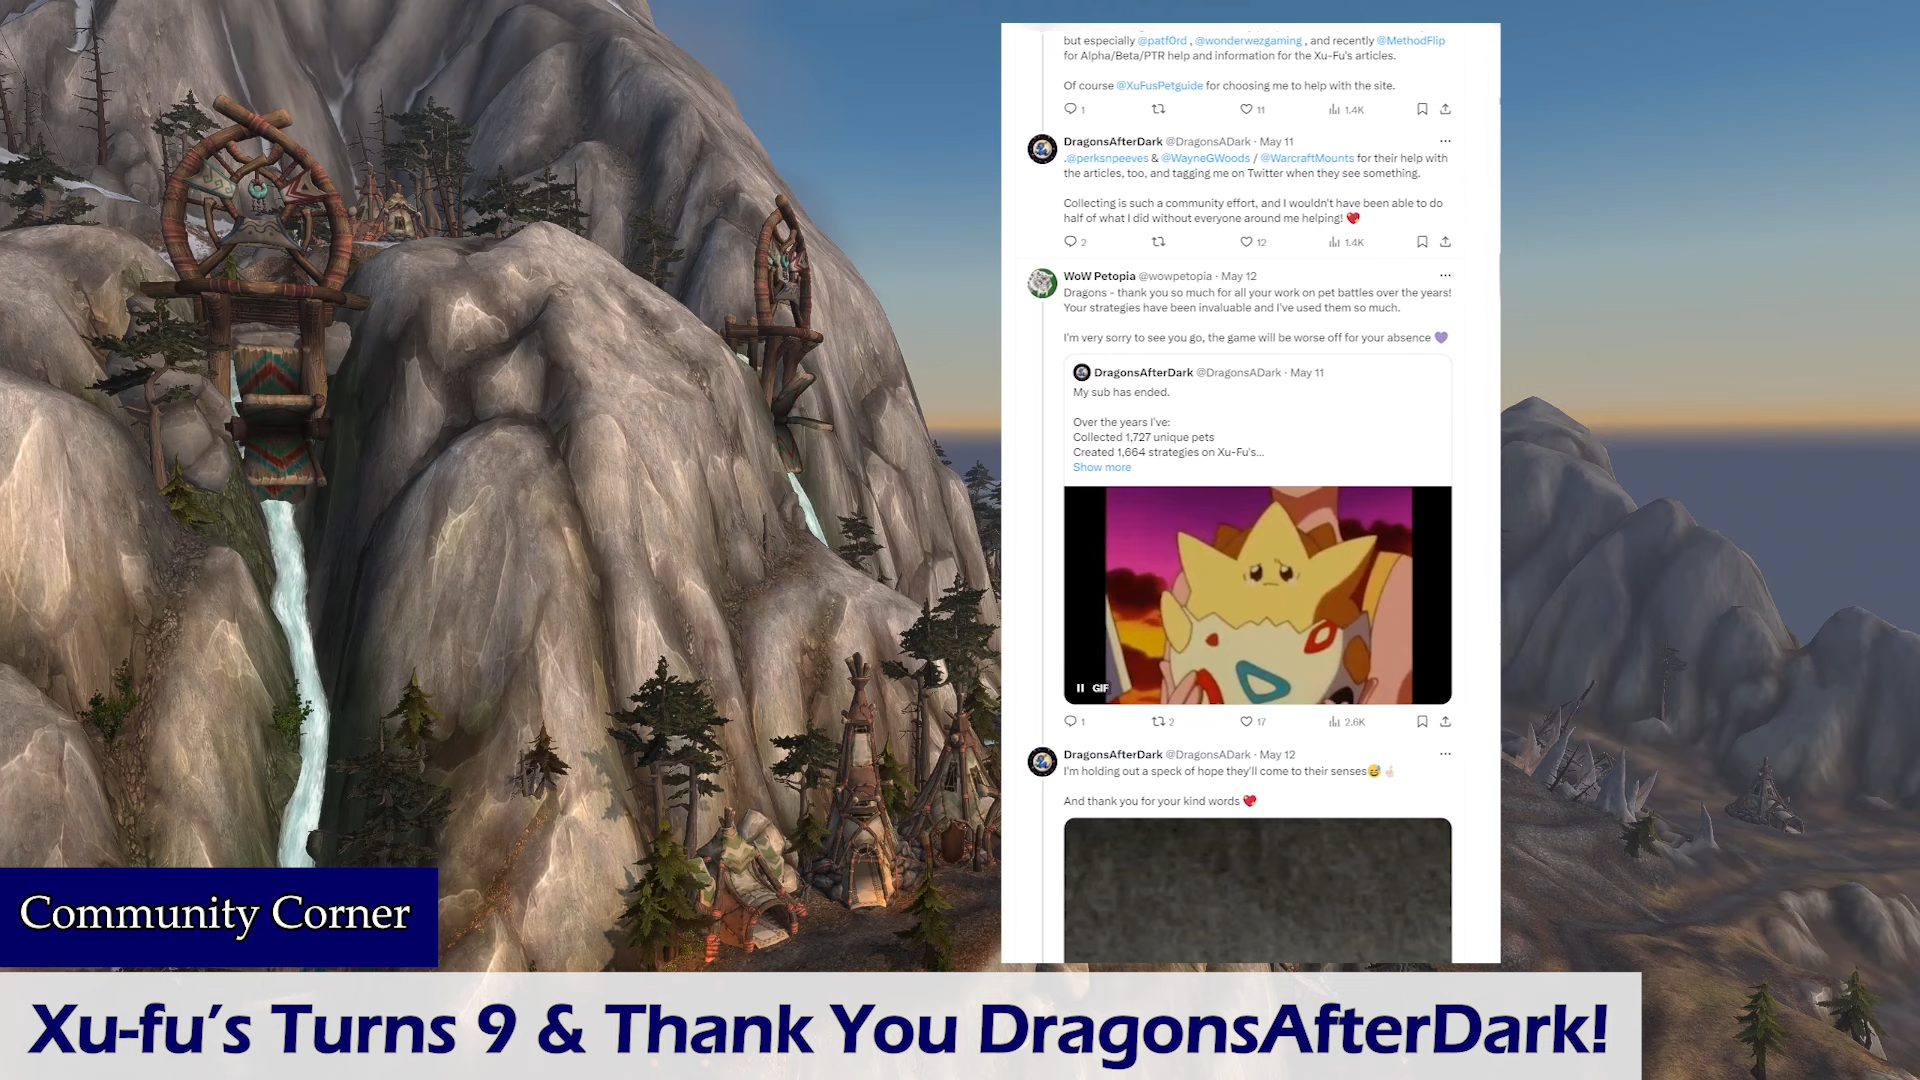 but especially @patf0rd , @wonderwezgaming , and recently @MethodFlip
for Alpha/Beta/PTR help and information for the Xu-Fu's articles.
Of course @XuFusPetguide for choosing me to help with the site.
1 11 1.4K
DragonsAfterDark @DragonsADark · May 11 ...
.@perksnpeeves & @WayneGWoods / @WarcraftMounts for their help with
the articles, too, and tagging me on Twitter when they see something.
Collecting is such a community effort, and I wouldn't have been able to do
half of what I did without everyone around me helping! 💖
2 12 1.4K
WoW Petopia @wowpetopia · May 12 ...
Dragons - thank you so much for all your work on pet battles over the years!
Your strategies have been invaluable and I've used them so much.
I'm very sorry to see you go, the game will be worse off for your absence 💜
DragonsAfterDark @DragonsADark · May 11
My sub has ended.
Over the years I've:
Collected 1,727 unique pets
Created 1,664 strategies on Xu-Fu's...
Show more
GIF
1 2 17 2.6K
DragonsAfterDark @DragonsADark · May 12 ...
I'm holding out a speck of hope they'll come to their senses😅🤞🏻
And thank you for your kind words 💖
Community Corner
Xu-fu's Turns 9 & Thank You DragonsAfterDark!